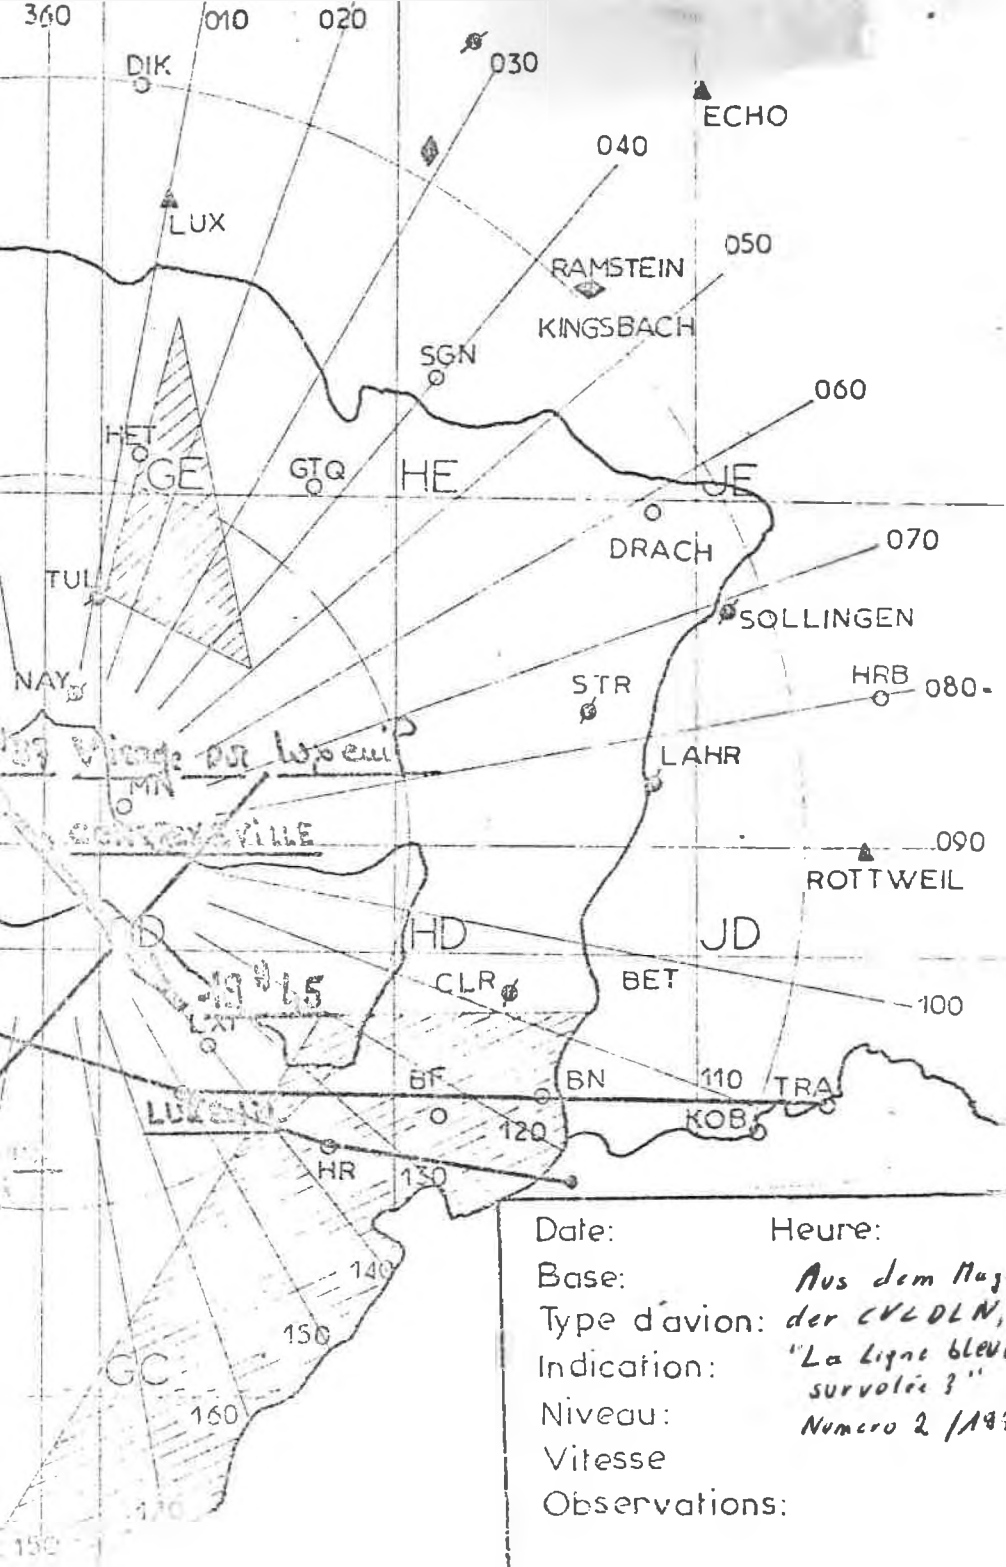 360
010
020
DIK
030
ECHO
040
LUX
050
RAMSTEIN
KINGSBACH
SGN
060
HET
GE
GTQ
HE
JE
DRACH
070
TUL
SOLLINGEN
NAY
STR
HRB
080
LAHR
MN
VILLE
090
ROTTWEIL
HD
JD
CLR
BET
100
BF
BN
110
TRA
KOB
120
HR
130
140
150
GC
160
Date: Heure:
Base: Aus dem
Type d'avion: der CVLDLN,
Indication: "La Ligne
Niveau: survolée ?"
Numero 2 /
Vitesse
Observations: